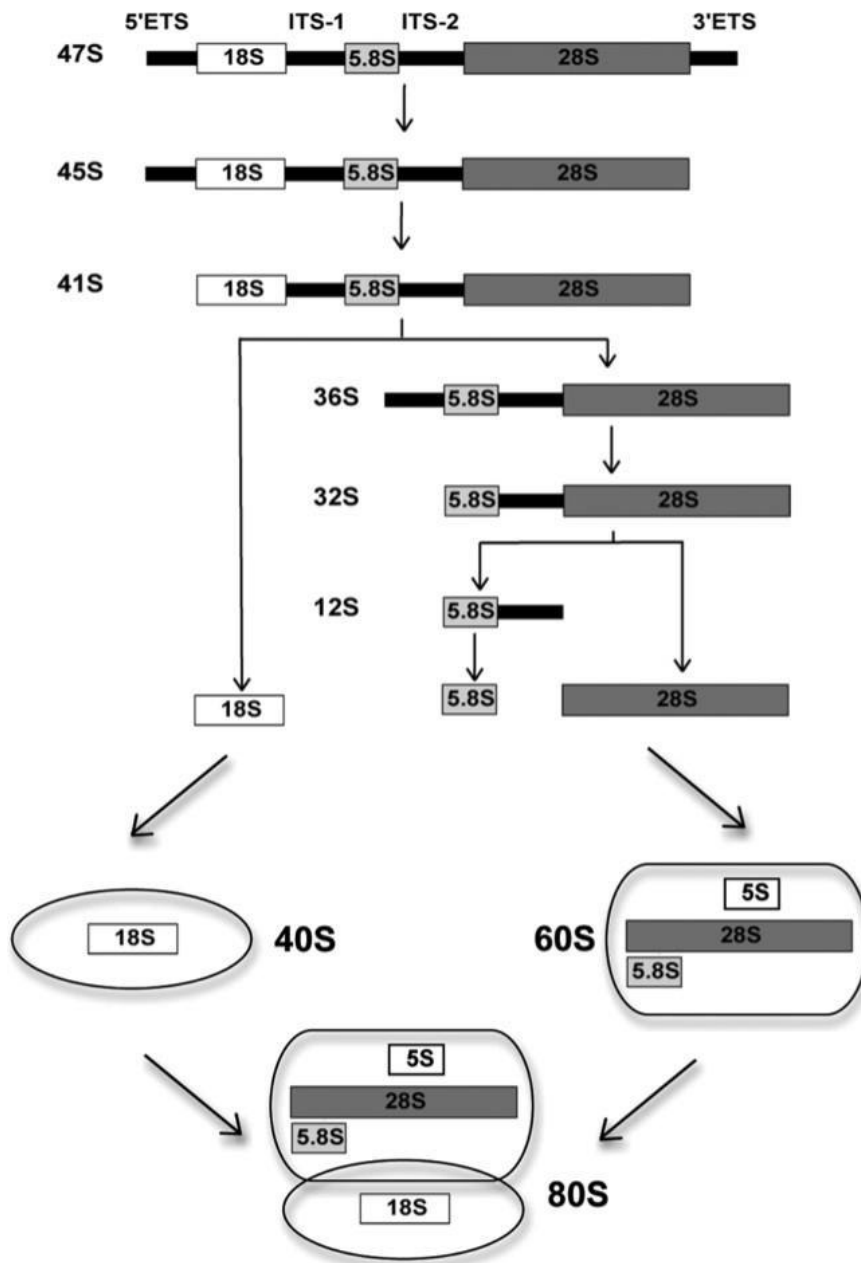 5'ETS ITS-1 ITS-2 3'ETS
47S 18S 5.8S 28S
45S 18S 5.8S 28S
41S 18S 5.8S 28S
36S 5.8S 28S
32S 5.8S 28S
12S 5.8S
18S 5.8S 28S
5S
18S 40S 60S 28S
5.8S
5S
28S
5.8S
18S 80S